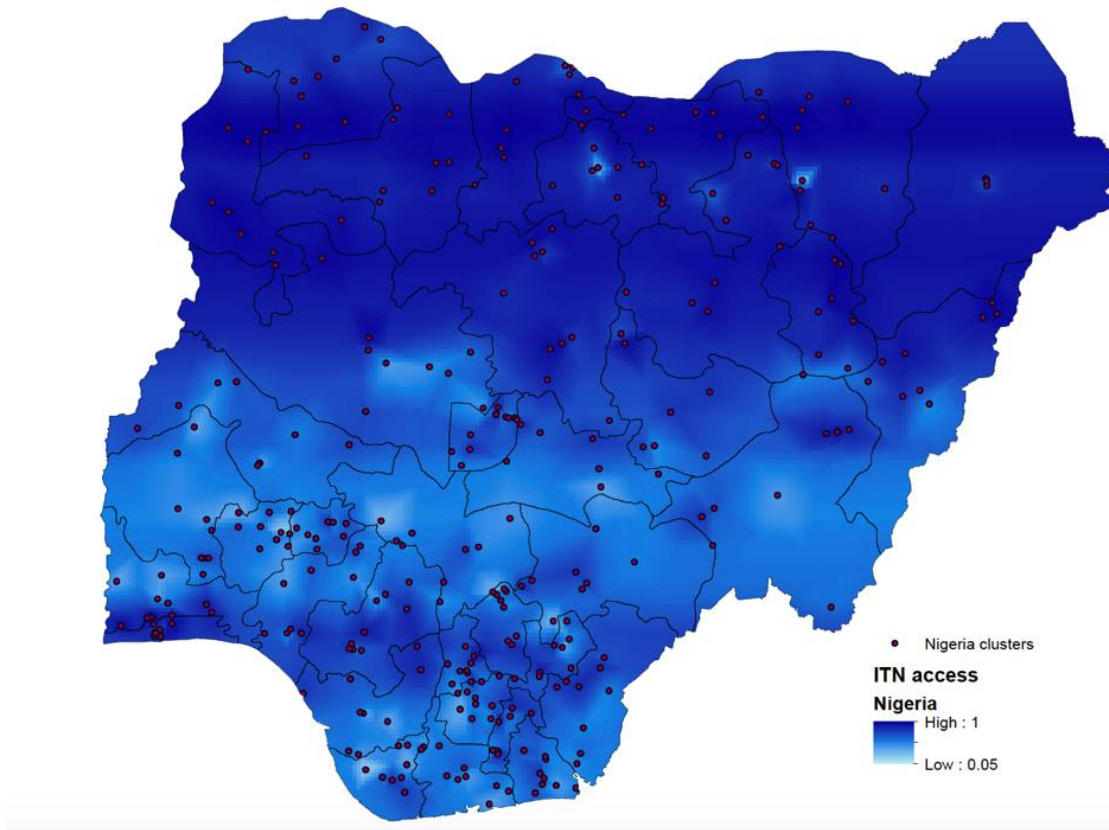 Nigeria clusters
ITN access
Nigeria
High : 1
Low : 0.05